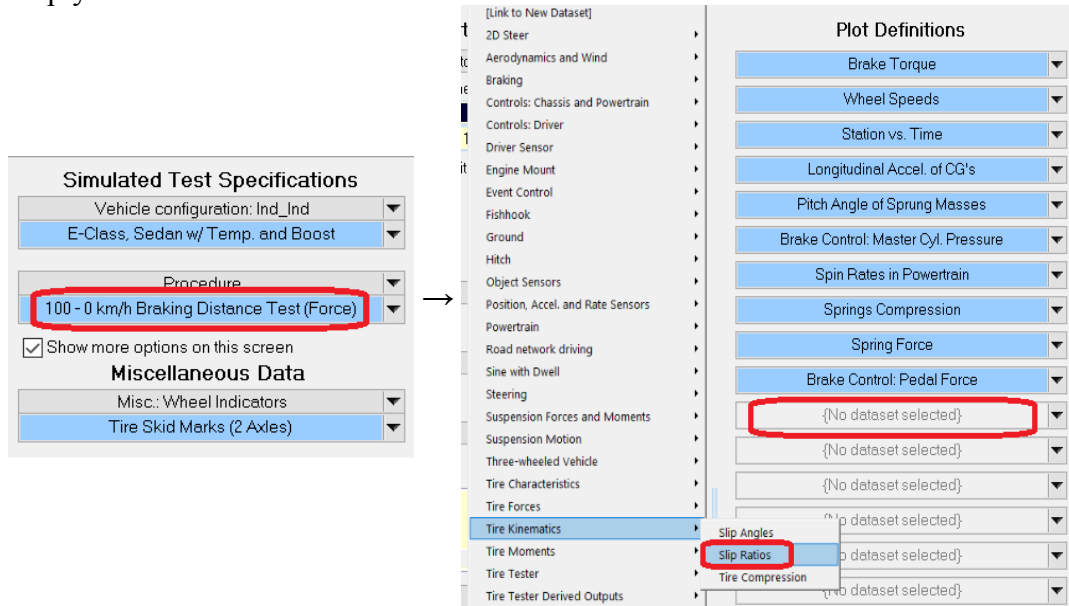 Simulated Test Specifications
Vehicle configuration: Ind_Ind
E-Class, Sedan w/ Temp. and Boost
Procedure
100 - 0 km/h Braking Distance Test (Force)
Show more options on this screen
Miscellaneous Data
Misc.: Wheel Indicators
Tire Skid Marks (2 Axles)
→
[Link to New Dataset]
2D Steer
Aerodynamics and Wind
Braking
Controls: Chassis and Powertrain
Controls: Driver
Driver Sensor
Engine Mount
Event Control
Fishhook
Ground
Hitch
Object Sensors
Position, Accel. and Rate Sensors
Powertrain
Road network driving
Sine with Dwell
Steering
Suspension Forces and Moments
Suspension Motion
Three-wheeled Vehicle
Tire Characteristics
Tire Forces
Tire Kinematics
Tire Moments
Tire Tester
Tire Tester Derived Outputs
Slip Angles
Slip Ratios
Tire Compression
Plot Definitions
Brake Torque
Wheel Speeds
Station vs. Time
Longitudinal Accel. of CG's
Pitch Angle of Sprung Masses
Brake Control: Master Cyl. Pressure
Spin Rates in Powertrain
Springs Compression
Spring Force
Brake Control: Pedal Force
{No dataset selected}
{No dataset selected}
{No dataset selected}
dataset selected}
dataset selected}
dataset selected}